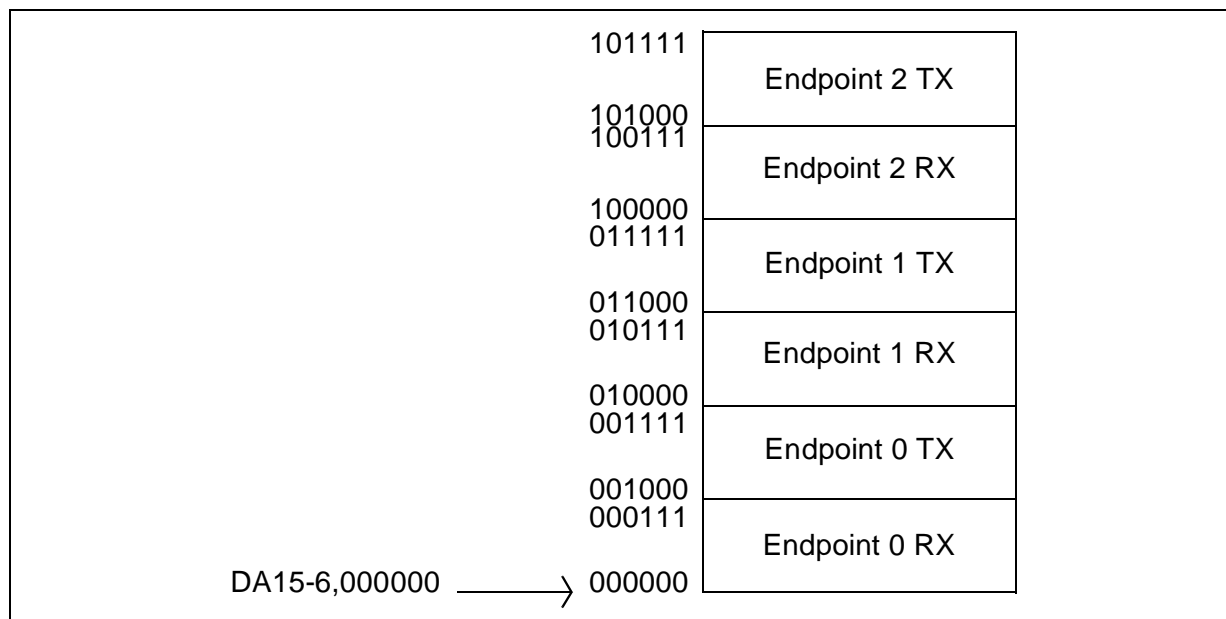 101111
Endpoint 2 TX
101000
100111
Endpoint 2 RX
100000
011111
Endpoint 1 TX
011000
010111
Endpoint 1 RX
010000
001111
Endpoint 0 TX
001000
000111
Endpoint 0 RX
DA15-6,000000 000000